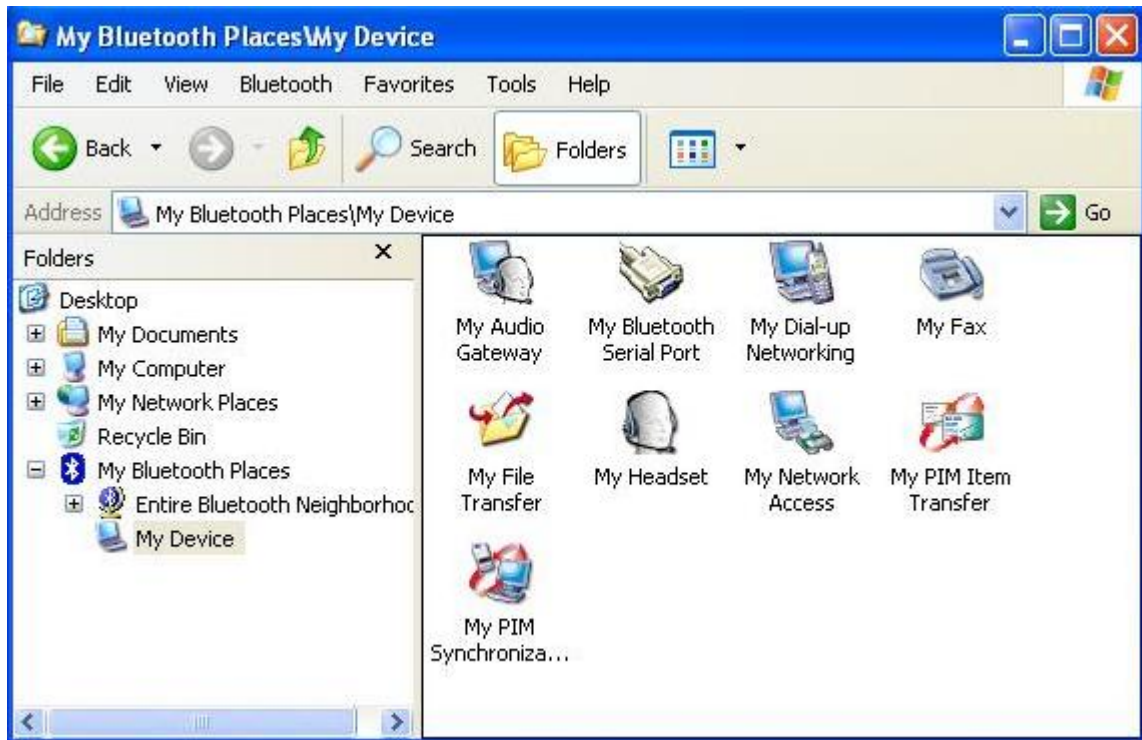 My Bluetooth Places\My Device
File Edit View Bluetooth Favorites Tools Help
Back Search Folders
Address My Bluetooth Places\My Device Go
Folders
Desktop
My Documents
My Computer
My Network Places
Recycle Bin
My Bluetooth Places
Entire Bluetooth Neighborhoo
My Device
My Audio
Gateway
My Bluetooth
Serial Port
My Dial-up
Networking
My Fax
My File
Transfer
My Headset
My Network
Access
My PIM Item
Transfer
My PIM
Synchroniza...